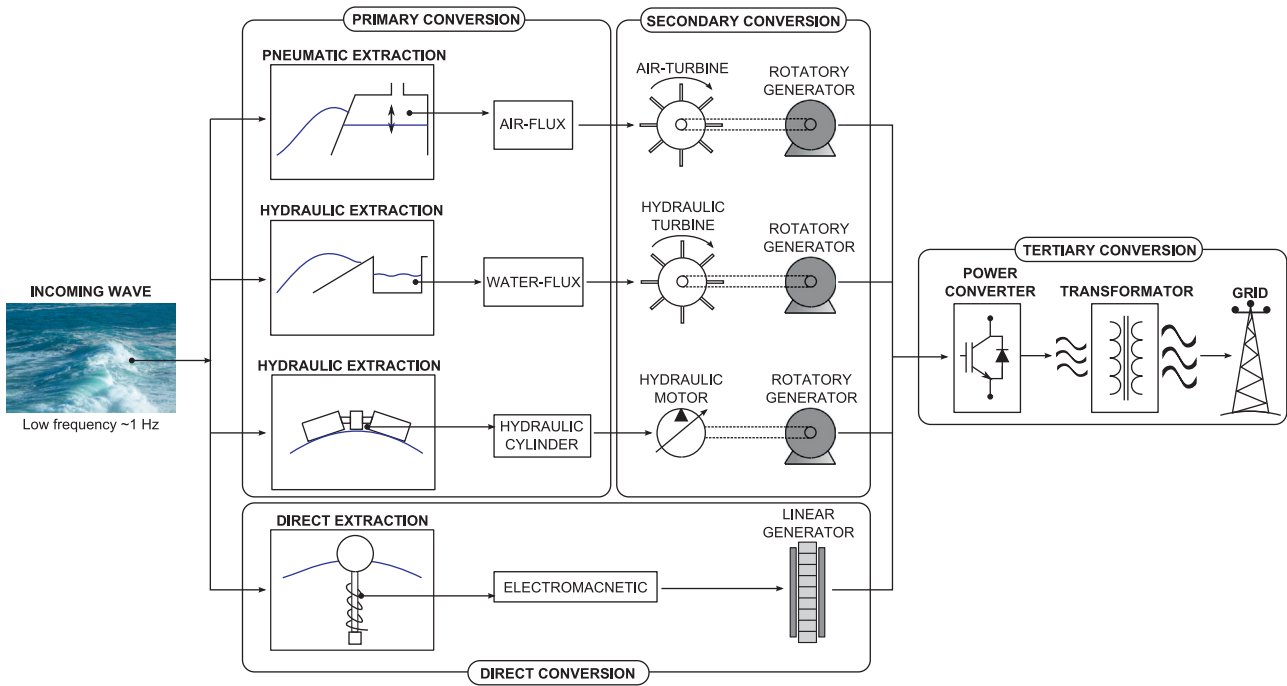 PRIMARY CONVERSION
SECONDARY CONVERSION
PNEUMATIC EXTRACTION
AIR-FLUX
AIR-TURBINE
ROTATORY
GENERATOR
HYDRAULIC EXTRACTION
WATER-FLUX
HYDRAULIC
TURBINE
ROTATORY
GENERATOR
INCOMING WAVE
Low frequency ~1 Hz
HYDRAULIC EXTRACTION
HYDRAULIC
CYLINDER
HYDRAULIC
MOTOR
ROTATORY
GENERATOR
TERTIARY CONVERSION
POWER
CONVERTER
TRANSFORMATOR
GRID
DIRECT EXTRACTION
ELECTROMACNETIC
LINEAR
GENERATOR
DIRECT CONVERSION